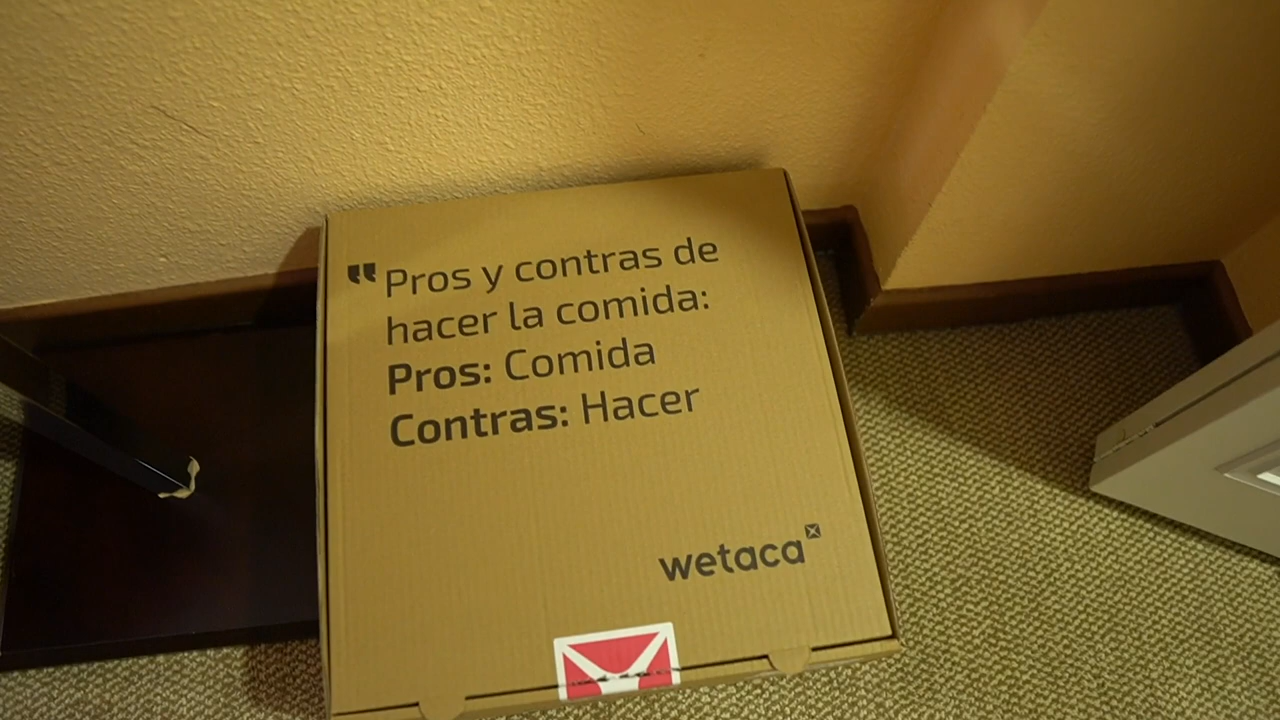 ❝Pros y contras de
hacer la comida:
Pros: Comida
Contras: Hacer
wetaca